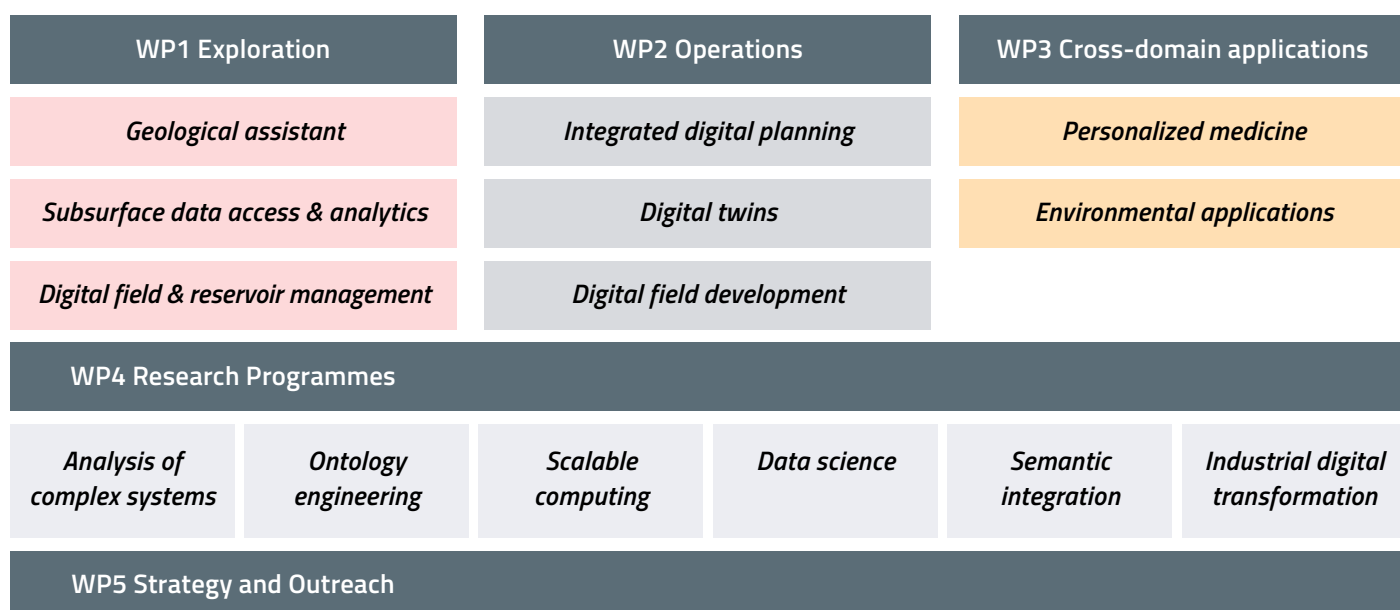 WP1 Exploration
WP2 Operations
WP3 Cross-domain applications
Geological assistant
Integrated digital planning
Personalized medicine
Subsurface data access & analytics
Digital twins
Environmental applications
Digital field & reservoir management
Digital field development
WP4 Research Programmes
Analysis of
complex systems
Ontology
engineering
Scalable
computing
Data science
Semantic
integration
Industrial digital
transformation
WP5 Strategy and Outreach